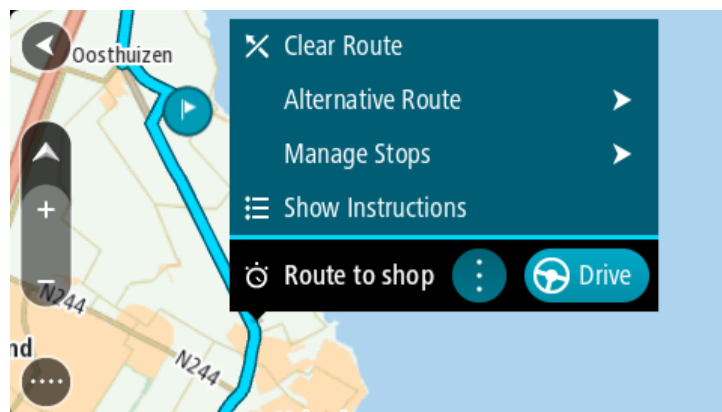 Oosthuizen
Clear Route
Alternative Route
Manage Stops
Show Instructions
Route to shop
Drive
N244
nd
N244